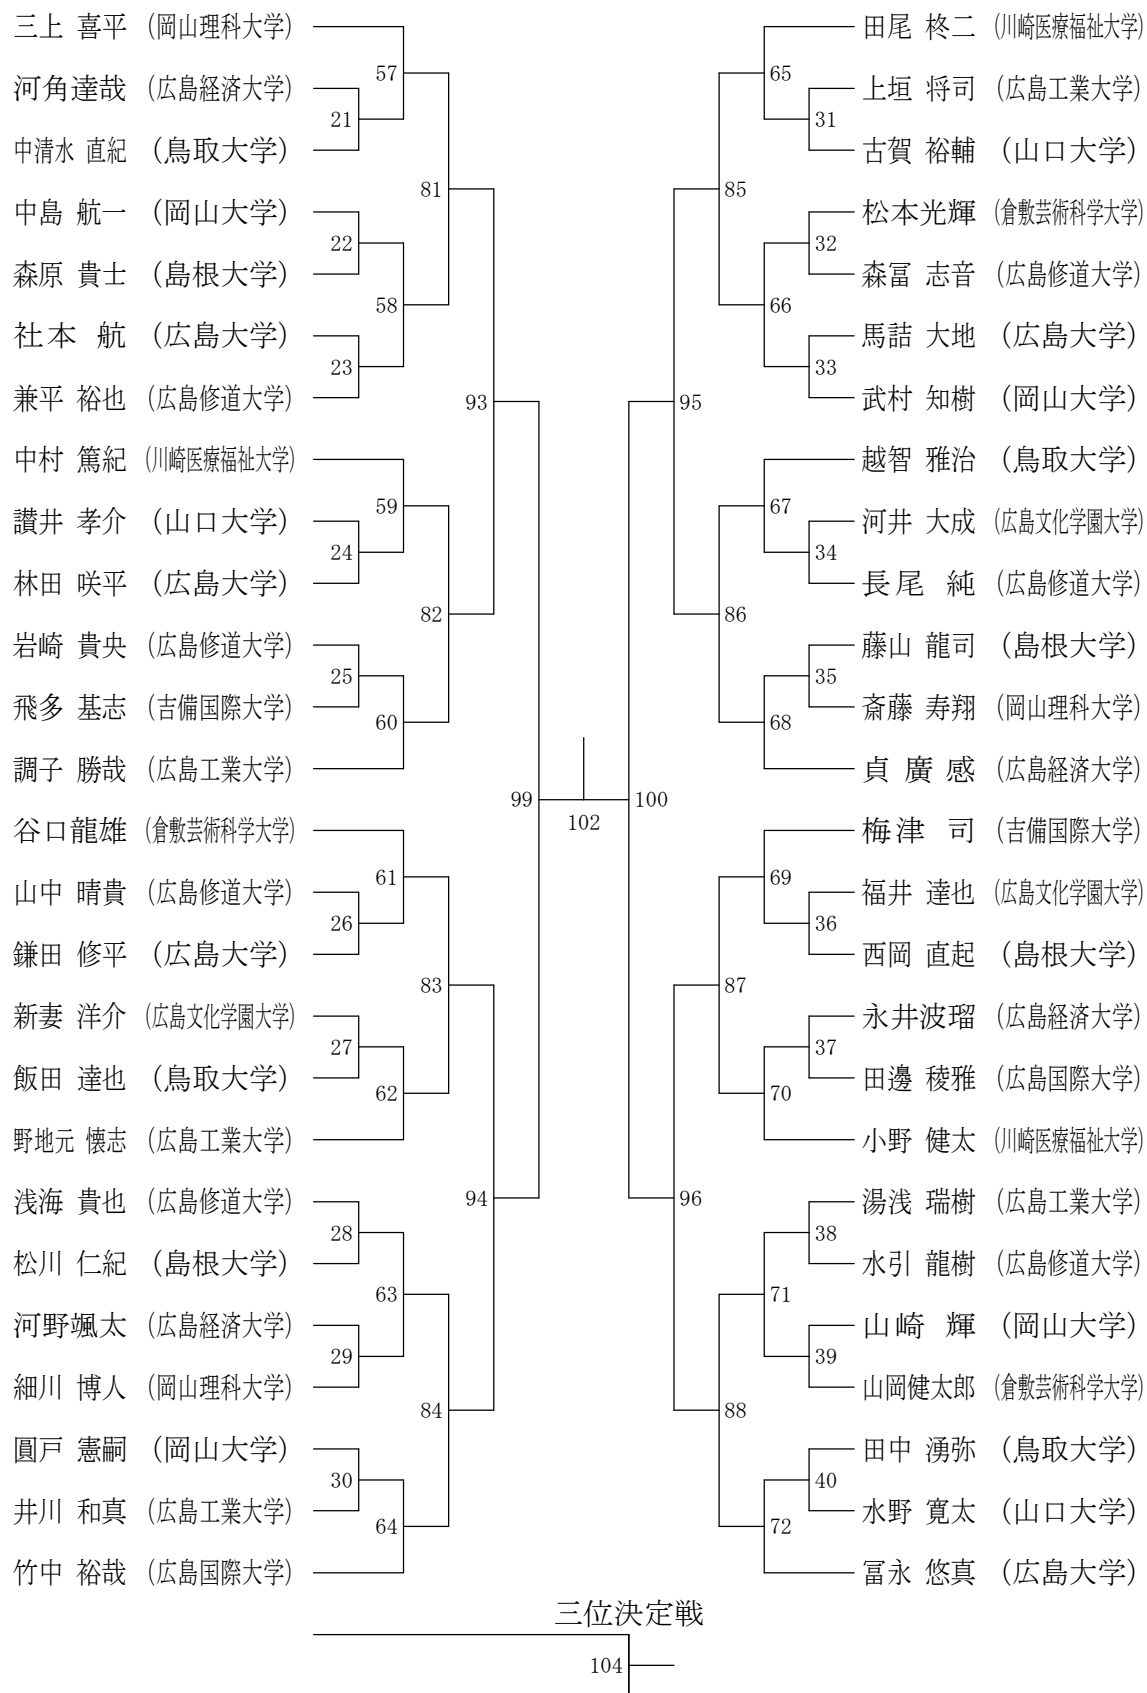 三上 喜平 (岡山理科大学)
河角達哉 (広島経済大学)
中清水 直紀 (鳥取大学)
中島 航一 (岡山大学)
森原 貴士 (島根大学)
社本 航 (広島大学)
兼平 裕也 (広島修道大学)
中村 篤紀 (川崎医療福祉大学)
讃井 孝介 (山口大学)
林田 咲平 (広島大学)
岩崎 貴央 (広島修道大学)
飛多 基志 (吉備国際大学)
調子 勝哉 (広島工業大学)
谷口龍雄 (倉敷芸術科学大学)
山中 晴貴 (広島修道大学)
鎌田 修平 (広島大学)
新妻 洋介 (広島文化学園大学)
飯田 達也 (鳥取大学)
野地元 懐志 (広島工業大学)
浅海 貴也 (広島修道大学)
松川 仁紀 (島根大学)
河野颯太 (広島経済大学)
細川 博人 (岡山理科大学)
圓戸 憲嗣 (岡山大学)
井川 和真 (広島工業大学)
竹中 裕哉 (広島国際大学)
21
22
23
24
25
26
27
28
29
30
57
58
59
60
61
62
63
64
81
82
83
84
93
94
99
102
100
95
96
85
86
87
88
65
66
67
68
69
70
71
72
31
32
33
34
35
36
37
38
39
40
田尾 柊二 (川崎医療福祉大学)
上垣 将司 (広島工業大学)
古賀 裕輔 (山口大学)
松本光輝 (倉敷芸術科学大学)
森冨 志音 (広島修道大学)
馬詰 大地 (広島大学)
武村 知樹 (岡山大学)
越智 雅治 (鳥取大学)
河井 大成 (広島文化学園大学)
長尾 純 (広島修道大学)
藤山 龍司 (島根大学)
斎藤 寿翔 (岡山理科大学)
貞廣感 (広島経済大学)
梅津 司 (吉備国際大学)
福井 達也 (広島文化学園大学)
西岡 直起 (島根大学)
永井波瑠 (広島経済大学)
田邊 稜雅 (広島国際大学)
小野 健太 (川崎医療福祉大学)
湯浅 瑞樹 (広島工業大学)
水引 龍樹 (広島修道大学)
山崎 輝 (岡山大学)
山岡健太郎 (倉敷芸術科学大学)
田中 湧弥 (鳥取大学)
水野 寛太 (山口大学)
冨永 悠真 (広島大学)
三位決定戦
104